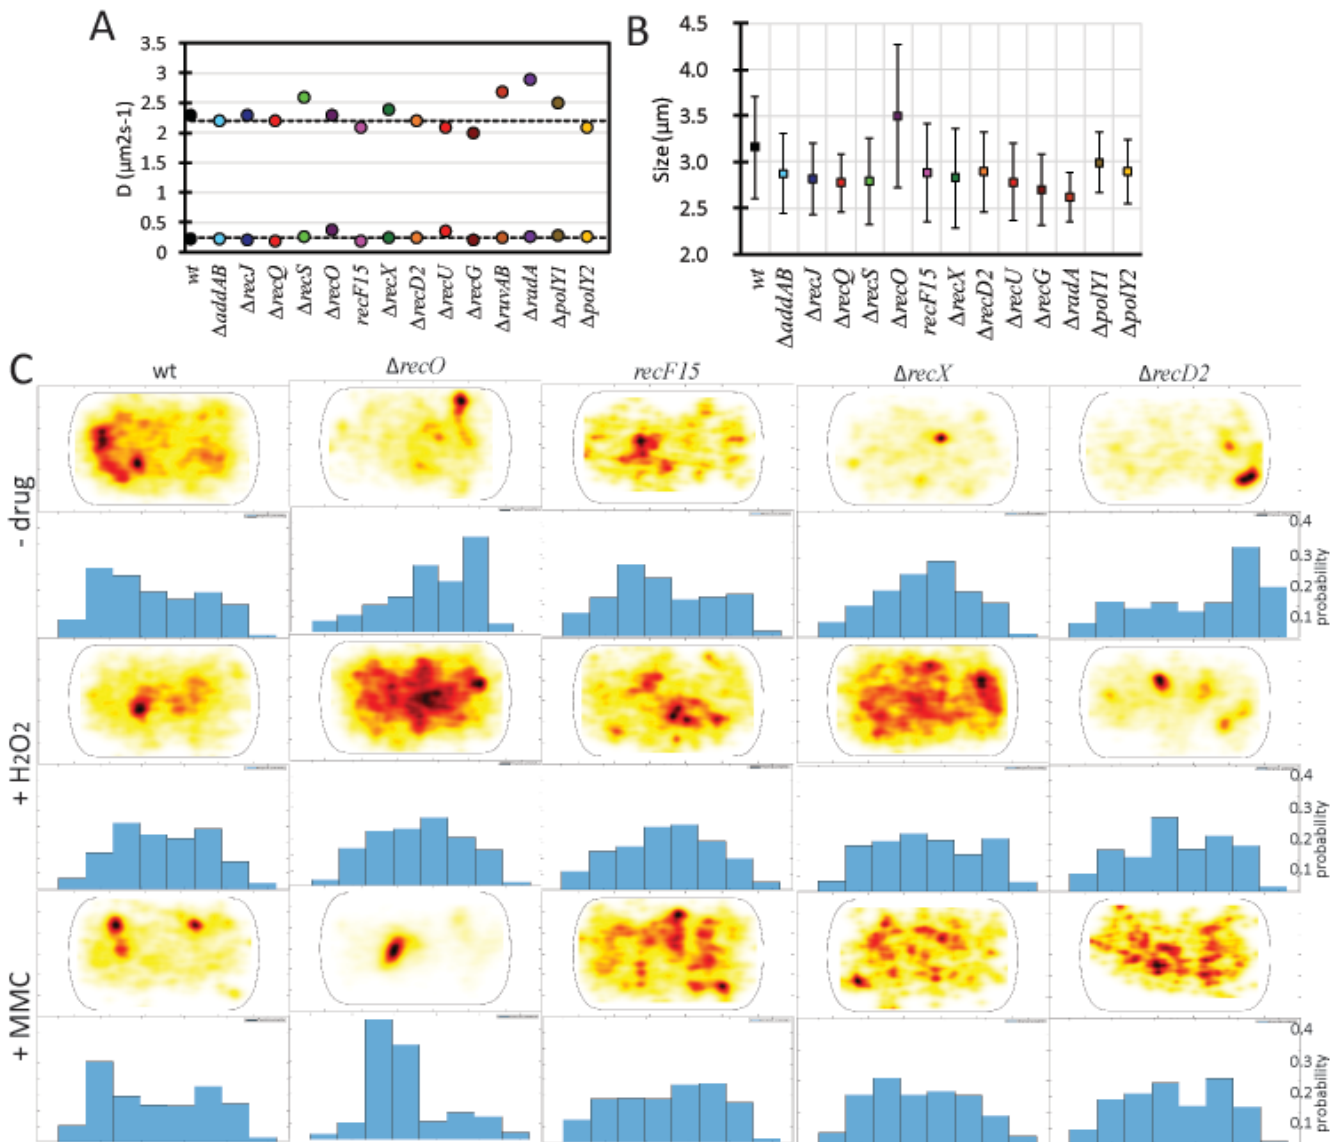 A
3.5
3
2.5
2
1.5
1
0.5
0
D (μm2s-1)
wt
ΔaddAB
ΔrecJ
ΔrecQ
ΔrecS
ΔrecO
recF15
ΔrecX
ΔrecD2
ΔrecU
ΔrecG
ΔruvAB
ΔradA
ΔpolY1
ΔpolY2
B
4.5
4.0
3.5
3.0
2.5
2.0
Size (μm)
wt
ΔaddAB
ΔrecJ
ΔrecQ
ΔrecS
ΔrecO
recF15
ΔrecX
ΔrecD2
ΔrecU
ΔrecG
ΔradA
ΔpolY1
ΔpolY2
C
wt ΔrecO recF15 ΔrecX ΔrecD2
- drug
0.4
0.3
0.2
0.1
probability
+ H2O2
0.4
0.3
0.2
0.1
probability
+ MMC
0.4
0.3
0.2
0.1
probability